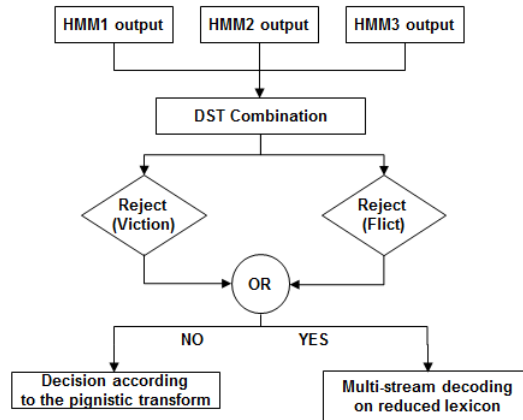 HMM1 output
HMM2 output
HMM3 output
DST Combination
Reject
(Viction)
Reject
(Flict)
OR
NO
YES
Decision according
to the pignistic transform
Multi-stream decoding
on reduced lexicon